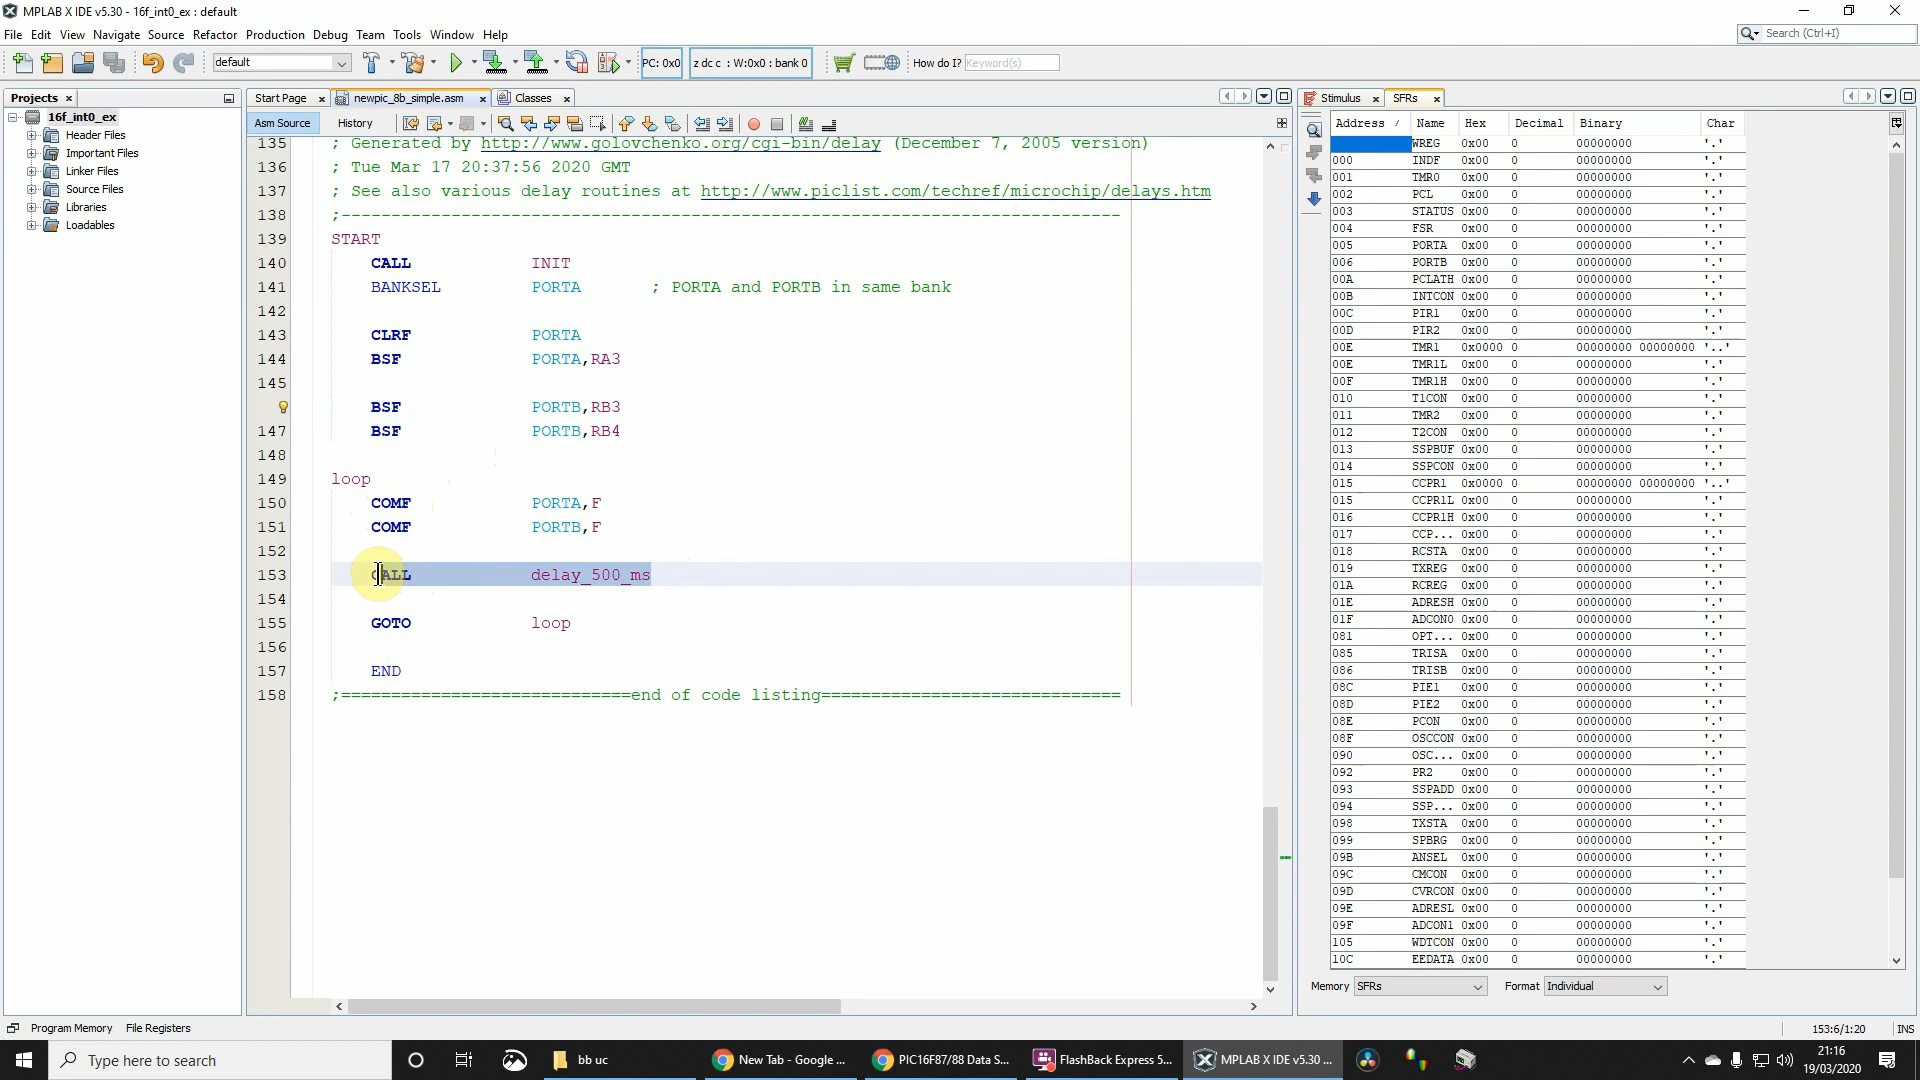 MPLAB X IDE v5.30 - 16f_int0_ex : default
File Edit View Navigate Source Refactor Production Debug Team Tools Window Help
Search (Ctrl+I)
default
PC: 0x0
z dc c : W:0x0 : bank 0
How do I? Keyword(s)
Projects
Start Page
newpic_8b_simple.asm
Classes
Stimulus
SFRs
16f_int0_ex
Header Files
Important Files
Linker Files
Source Files
Libraries
Loadables
Asm Source
History
135 ; Generated by http://www.golovchenko.org/cgi-bin/delay (December 7, 2005 version)
136 ; Tue Mar 17 20:37:56 2020 GMT
137 ; See also various delay routines at http://www.piclist.com/techref/microchip/delays.htm
138 ;------------------------------------------------------------------------------
139 START
140 CALL INIT
141 BANKSEL PORTA ; PORTA and PORTB in same bank
142
143 CLRF PORTA
144 BSF PORTA,RA3
145
BSF PORTB,RB3
147 BSF PORTB,RB4
148
149 loop
150 COMF PORTA,F
151 COMF PORTB,F
152
153 CALL delay_500_ms
154
155 GOTO loop
156
157 END
158 ;=============================end of code listing==============================
Address / Name Hex Decimal Binary Char
WREG 0x00 0 00000000 '.'
000 INDF 0x00 0 00000000 '.'
001 TMR0 0x00 0 00000000 '.'
002 PCL 0x00 0 00000000 '.'
003 STATUS 0x00 0 00000000 '.'
004 FSR 0x00 0 00000000 '.'
005 PORTA 0x00 0 00000000 '.'
006 PORTB 0x00 0 00000000 '.'
00A PCLATH 0x00 0 00000000 '.'
00B INTCON 0x00 0 00000000 '.'
00C PIR1 0x00 0 00000000 '.'
00D PIR2 0x00 0 00000000 '.'
00E TMR1 0x0000 0 00000000 00000000 '..'
00E TMR1L 0x00 0 00000000 '.'
00F TMR1H 0x00 0 00000000 '.'
010 T1CON 0x00 0 00000000 '.'
011 TMR2 0x00 0 00000000 '.'
012 T2CON 0x00 0 00000000 '.'
013 SSPBUF 0x00 0 00000000 '.'
014 SSPCON 0x00 0 00000000 '.'
015 CCPR1 0x0000 0 00000000 00000000 '..'
015 CCPR1L 0x00 0 00000000 '.'
016 CCPR1H 0x00 0 00000000 '.'
017 CCP... 0x00 0 00000000 '.'
018 RCSTA 0x00 0 00000000 '.'
019 TXREG 0x00 0 00000000 '.'
01A RCREG 0x00 0 00000000 '.'
01E ADRESH 0x00 0 00000000 '.'
01F ADCON0 0x00 0 00000000 '.'
081 OPT... 0x00 0 00000000 '.'
085 TRISA 0x00 0 00000000 '.'
086 TRISB 0x00 0 00000000 '.'
08C PIE1 0x00 0 00000000 '.'
08D PIE2 0x00 0 00000000 '.'
08E PCON 0x00 0 00000000 '.'
08F OSCCON 0x00 0 00000000 '.'
090 OSC... 0x00 0 00000000 '.'
092 PR2 0x00 0 00000000 '.'
093 SSPADD 0x00 0 00000000 '.'
094 SSP... 0x00 0 00000000 '.'
098 TXSTA 0x00 0 00000000 '.'
099 SPBRG 0x00 0 00000000 '.'
09B ANSEL 0x00 0 00000000 '.'
09C CMCON 0x00 0 00000000 '.'
09D CVRCON 0x00 0 00000000 '.'
09E ADRESL 0x00 0 00000000 '.'
09F ADCON1 0x00 0 00000000 '.'
105 WDTCON 0x00 0 00000000 '.'
10C EEDATA 0x00 0 00000000 '.'
Memory SFRs Format Individual
Program Memory File Registers
153:6/1:20 INS
Type here to search
bb uc
New Tab - Google ...
PIC16F87/88 Data S...
FlashBack Express 5...
MPLAB X IDE v5.30 ...
21:16
19/03/2020